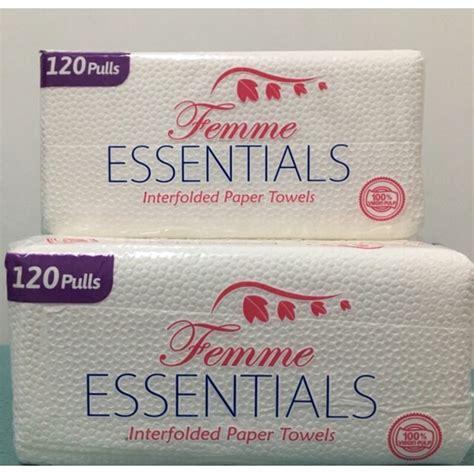 120 Pulls
Femme
ESSENTIALS
Interfolded Paper Towels
100%
VIRGIN PULP
120 Pulls
Femme
ESSENTIALS
Interfolded Paper Towels
100%
VIRGIN PULP